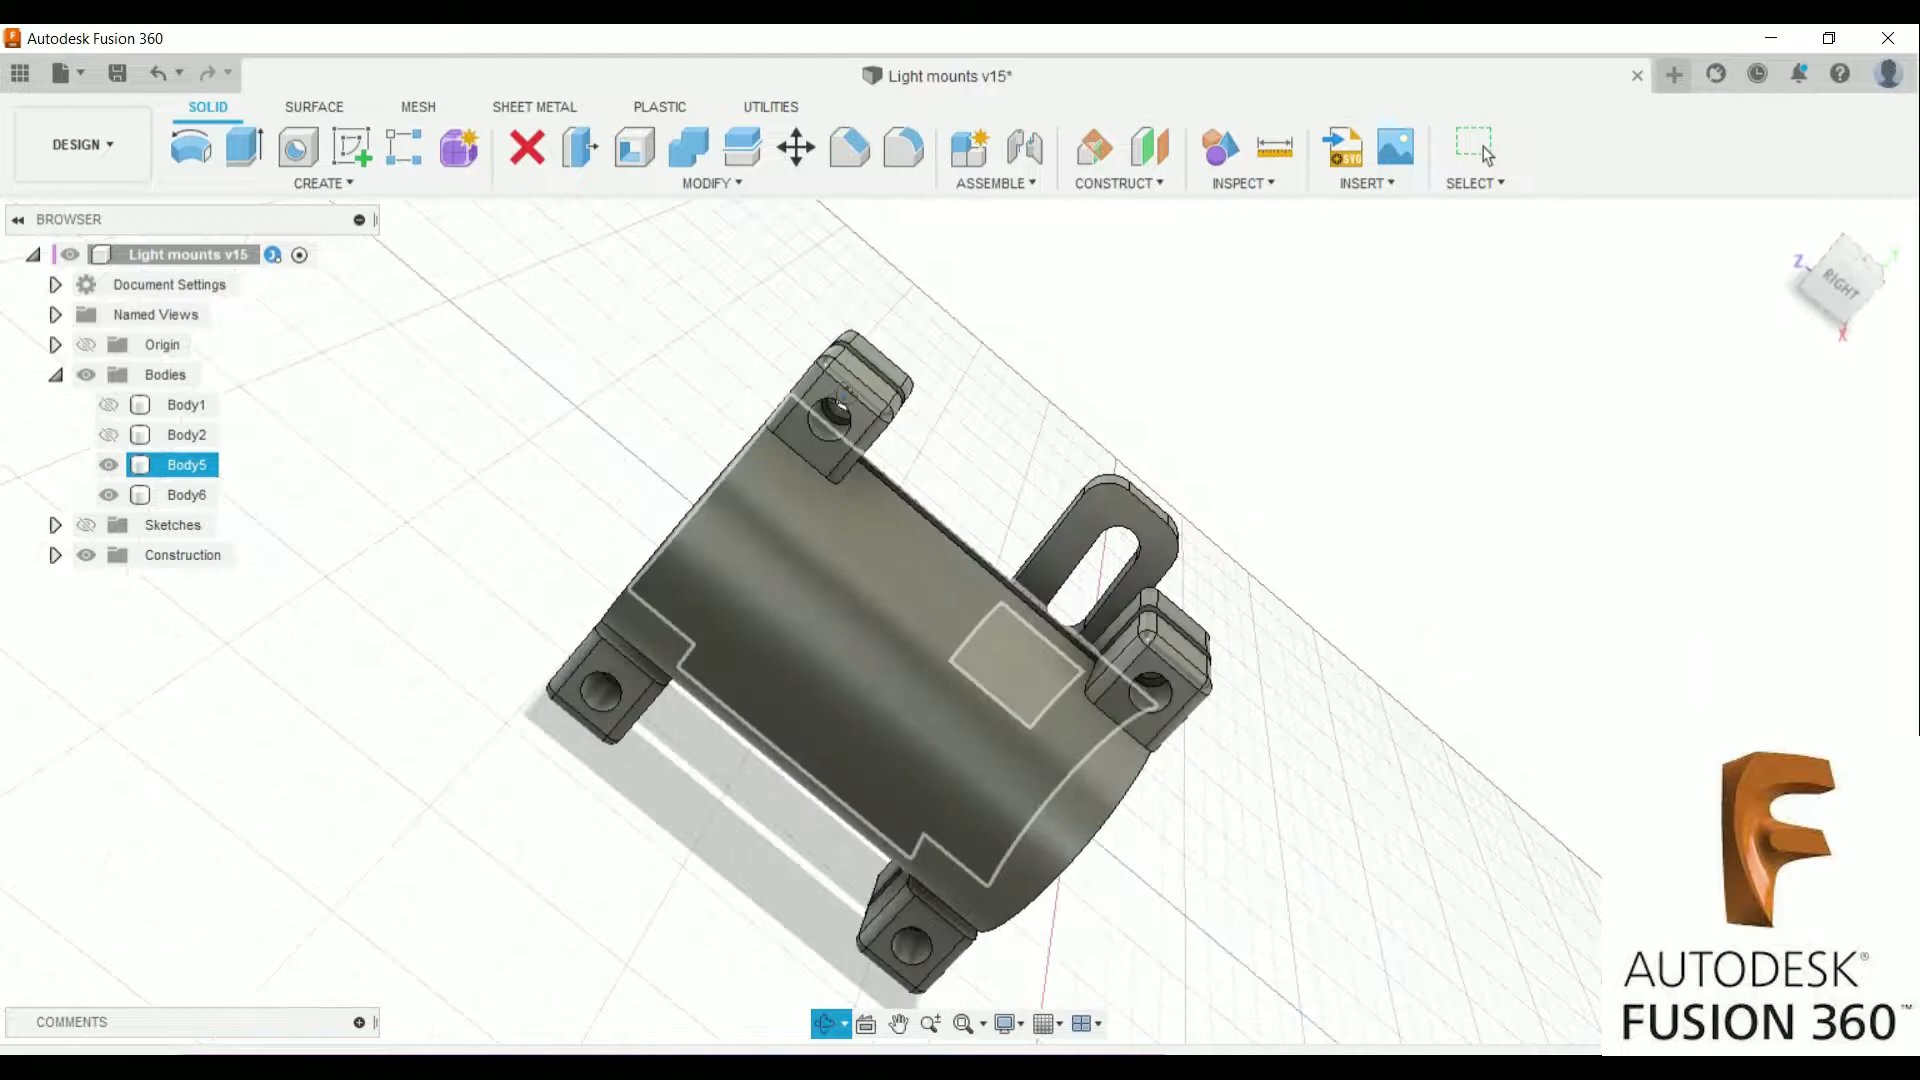 Autodesk Fusion 360
Light mounts v15*
SOLID SURFACE MESH SHEET METAL PLASTIC UTILITIES
DESIGN
SVG
CREATE MODIFY ASSEMBLE CONSTRUCT INSPECT INSERT SELECT
BROWSER
Light mounts v15
Document Settings
Named Views
Origin
Bodies
Body1
Body2
Body5
Body6
Sketches
Construction
Z
Y
RIGHT
X
COMMENTS
AUTODESK®
FUSION 360™